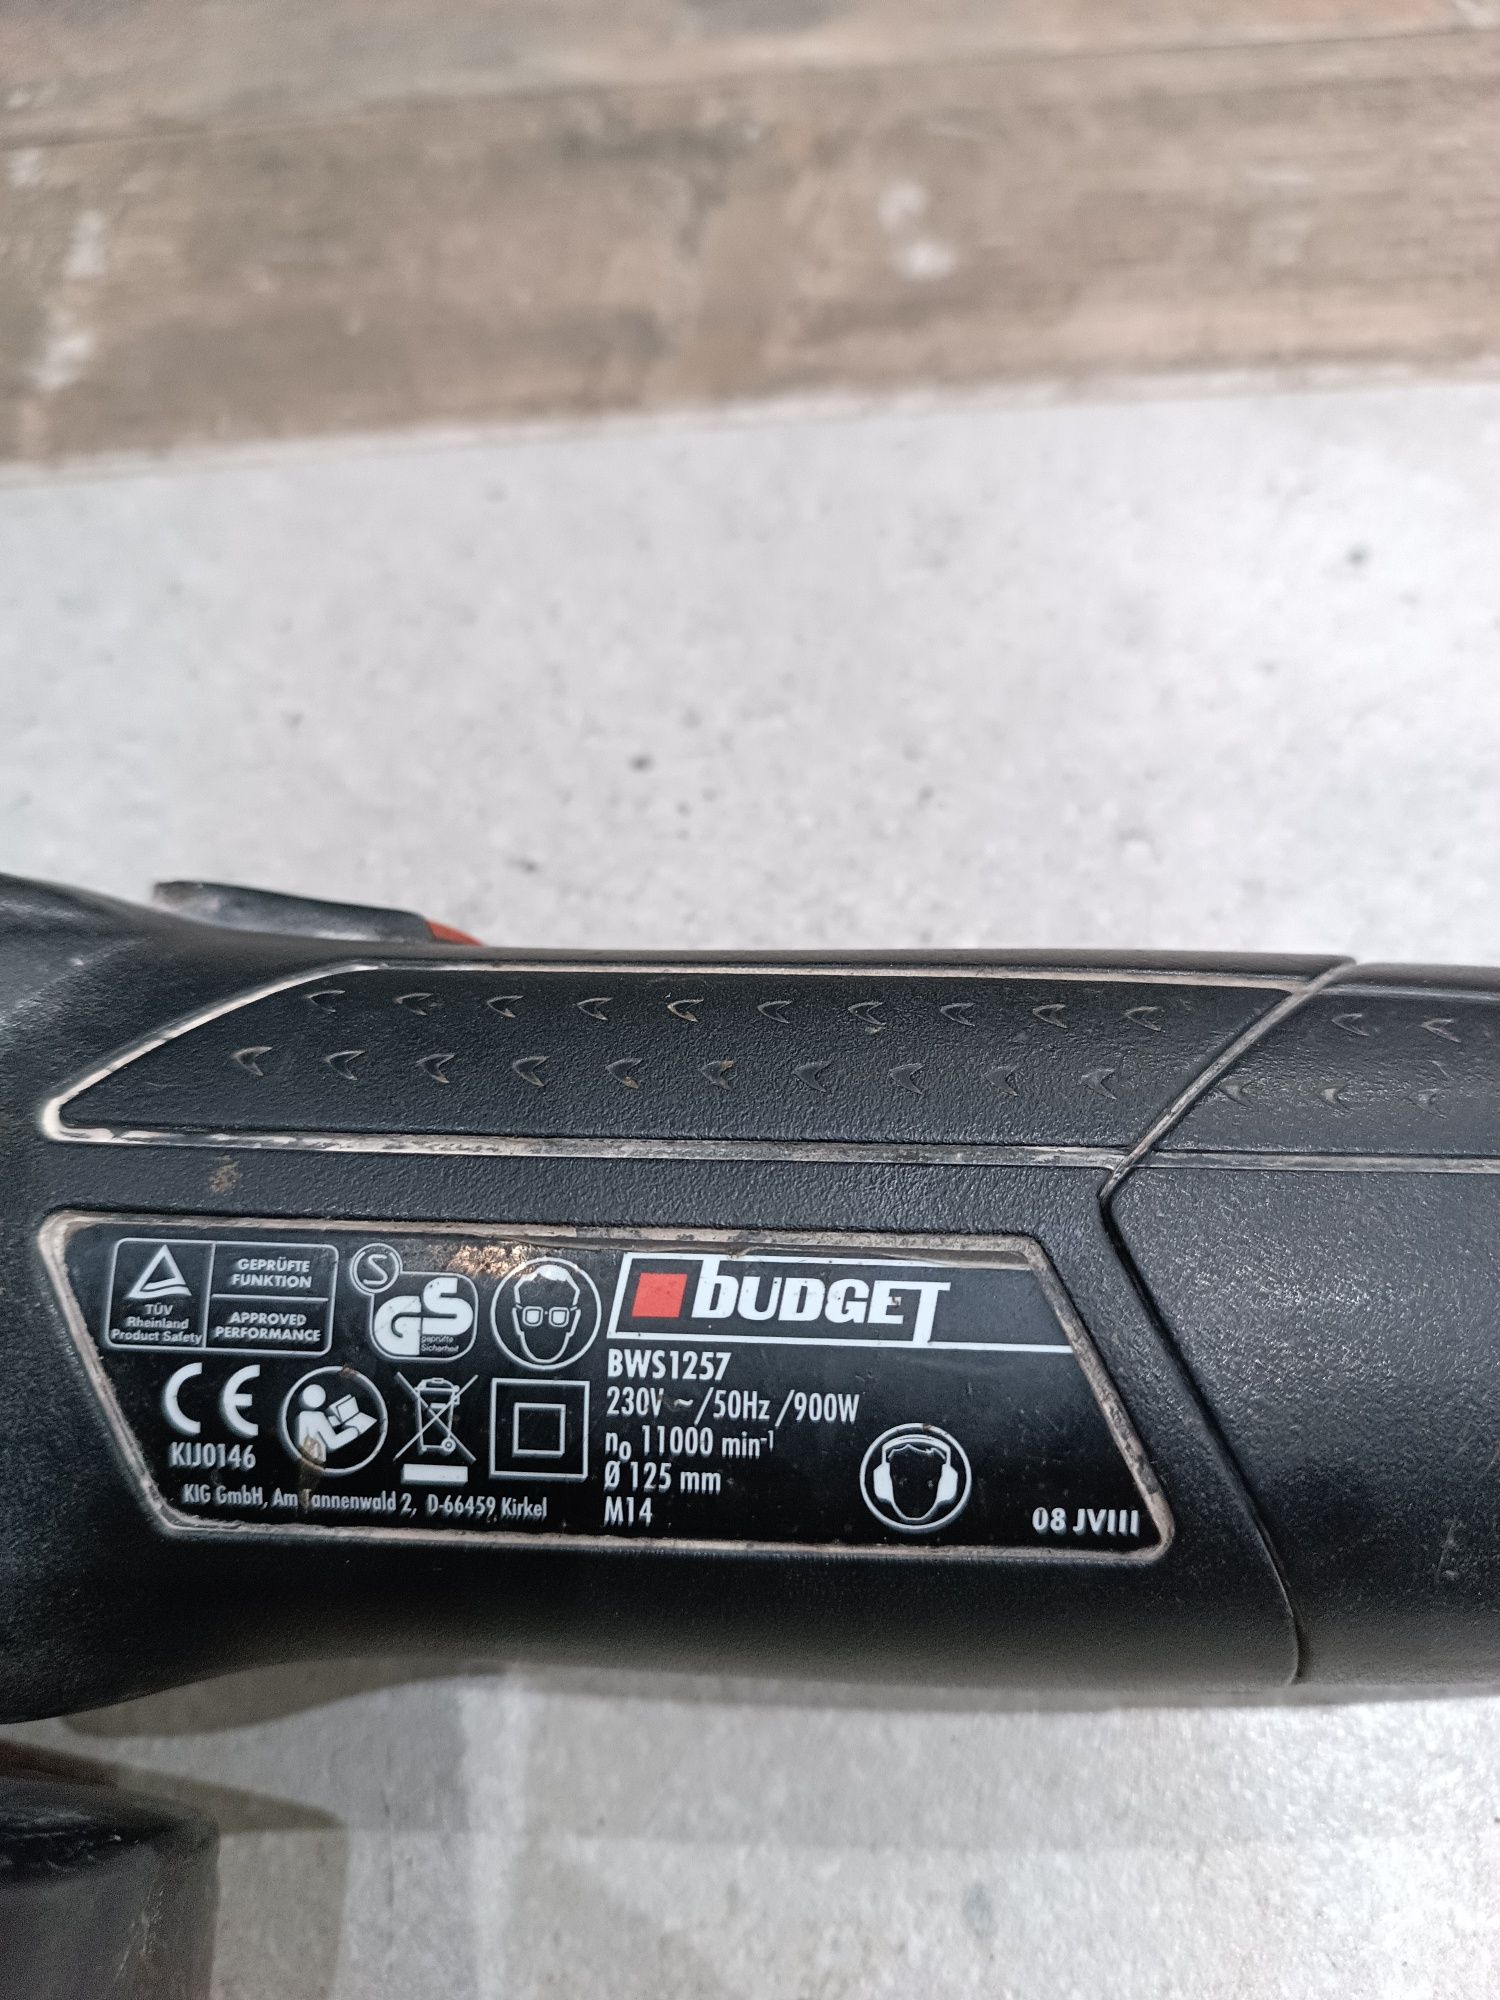 TÜV
Rheinland
Product Safety
GEPRÜFTE
FUNKTION
APPROVED
PERFORMANCE
S
GS
geprüfte
Sicherheit
BUDGET
BWS1257
230V ~/50Hz/900W
n₀ 11000 min⁻¹
Ø 125 mm
M14
CE
KIJ0146
KIG GmbH, Am Tannenwald 2, D-66459 Kirkel
08 JVIII